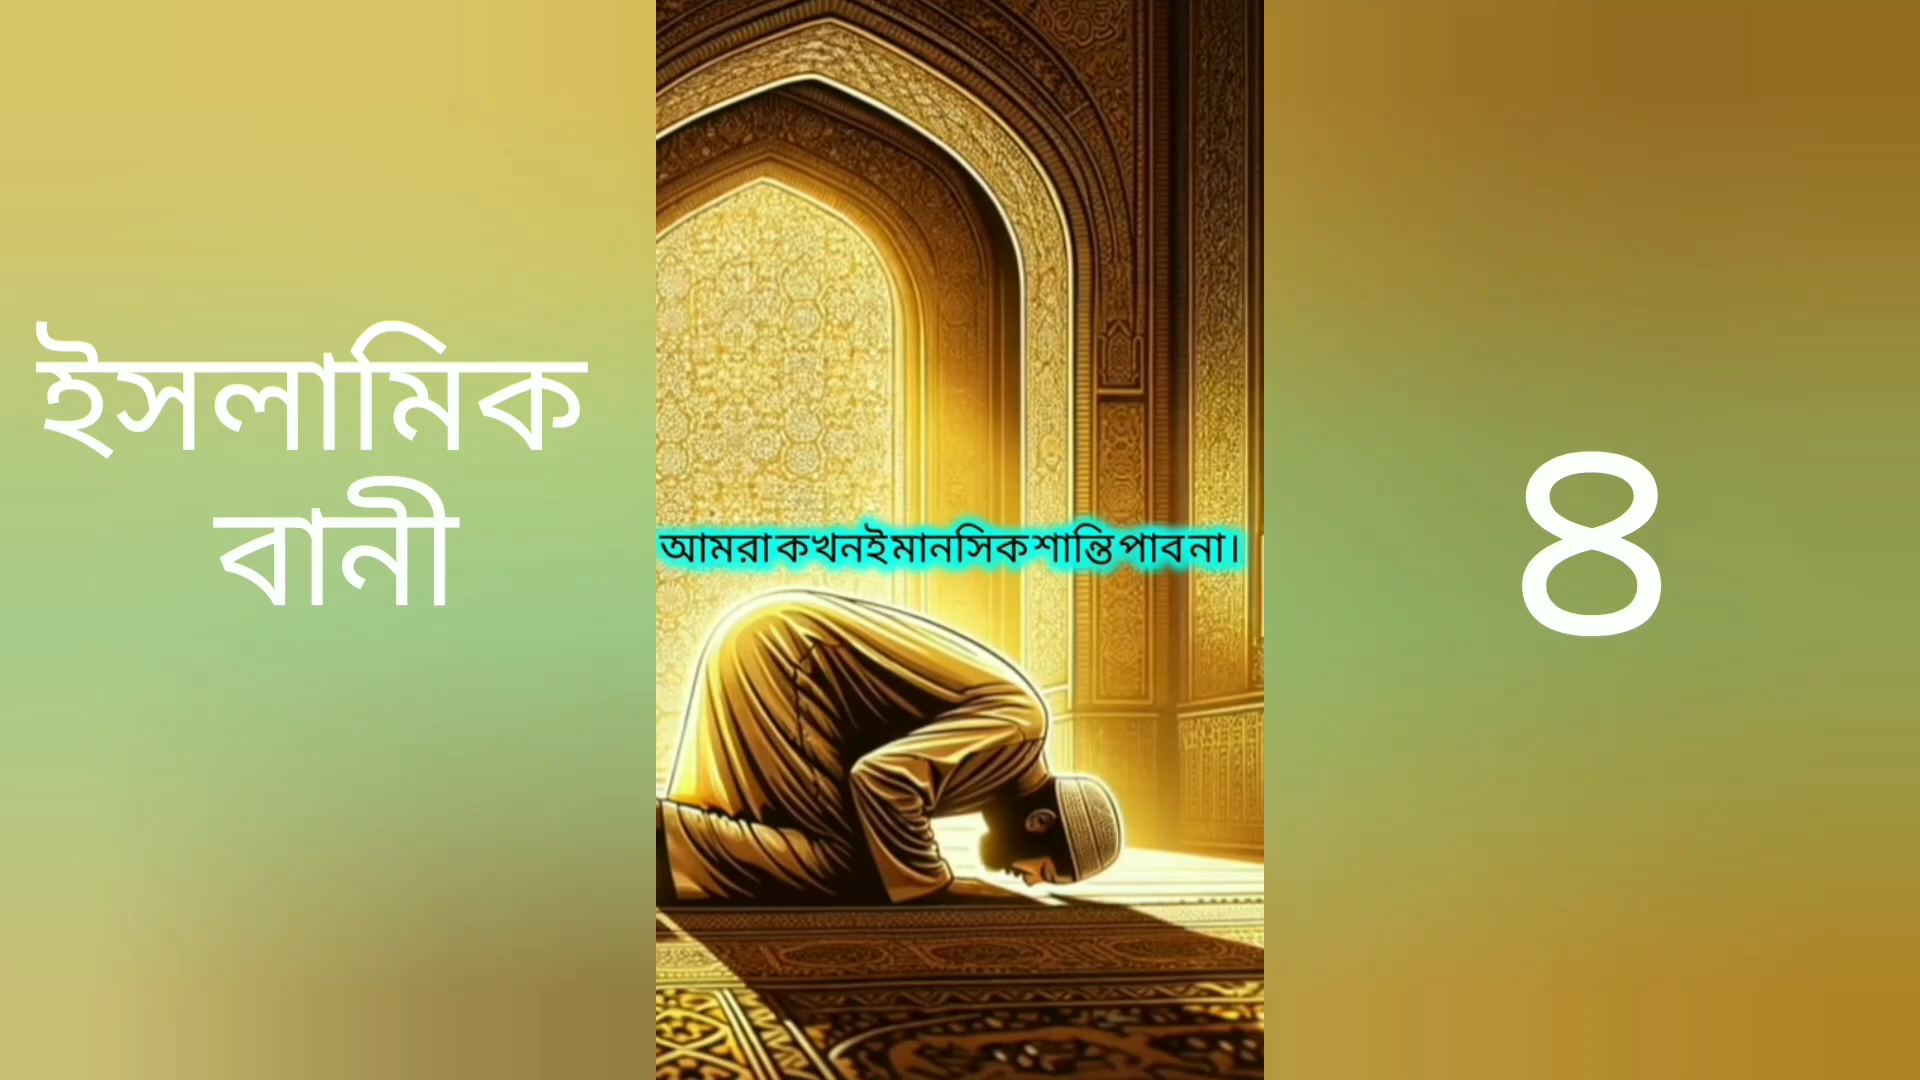 ইসলামিক
বানী
আমরা কখনই মানসিক শান্তি পাব না।
৪